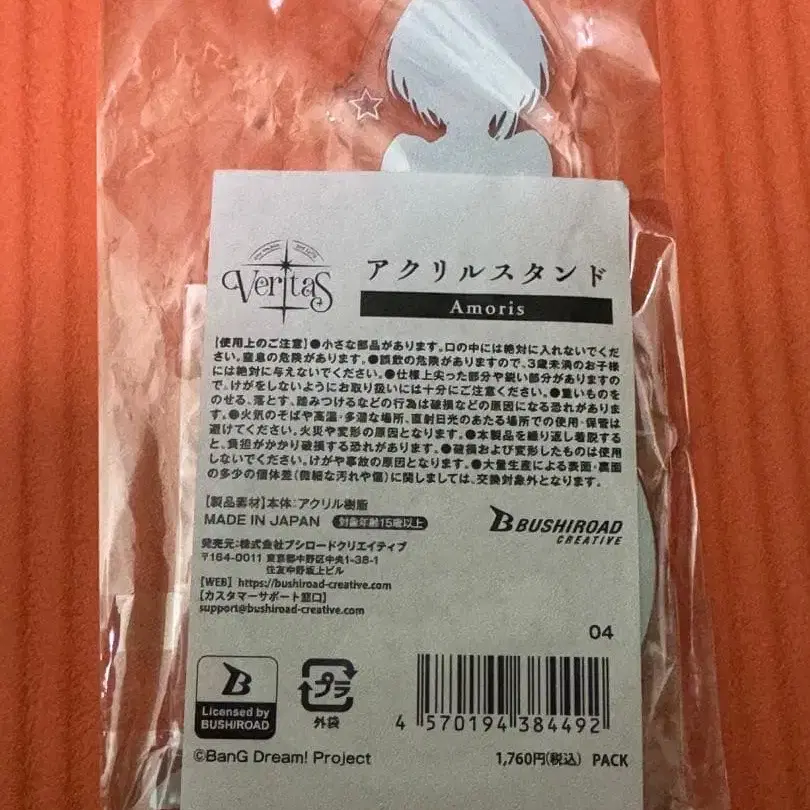 Veritas
アクリルスタンド
Amoris
【使用上のご注意】●小さな部品があります。口の中には絶対に入れないでくだ
さい。窒息の危険があります。●誤飲の危険がありますので、3歳未満のお子様
には絶対に与えないでください。●仕様上尖った部分や鋭い部分がありますの
で、けがをしないようにお取り扱いには十分にご注意ください。●重いものを
のせる、落とす、踏みつけるなどの行為は破損などの原因になる恐れがありま
す。●火気のそばや高温・多湿な場所、直射日光のあたる場所での使用・保管は
避けてください。火災や変形の原因となります。●本製品を繰り返し着脱する
と、負担がかかり破損する恐れがあります。●破損および変形したものは使用
しないでください。けがや事故の原因となります。●大量生産による表面・裏面
の多少の個体差(微細な汚れや傷)に関しましては、交換対象外となります。
【製品素材】本体:アクリル樹脂
MADE IN JAPAN 対象年齢15歳以上
BUSHIROAD
CREATIVE
発売元:株式会社ブシロードクリエイティブ
〒164-0011 東京都中野区中央1-38-1
住友中野坂上ビル
【WEB】https://bushiroad-creative.com
【カスタマーサポート窓口】
support@bushiroad-creative.com
04
Licensed by
BUSHIROAD
プラ
外袋
4 570194 384492
©BanG Dream! Project
1,760円(税込) PACK